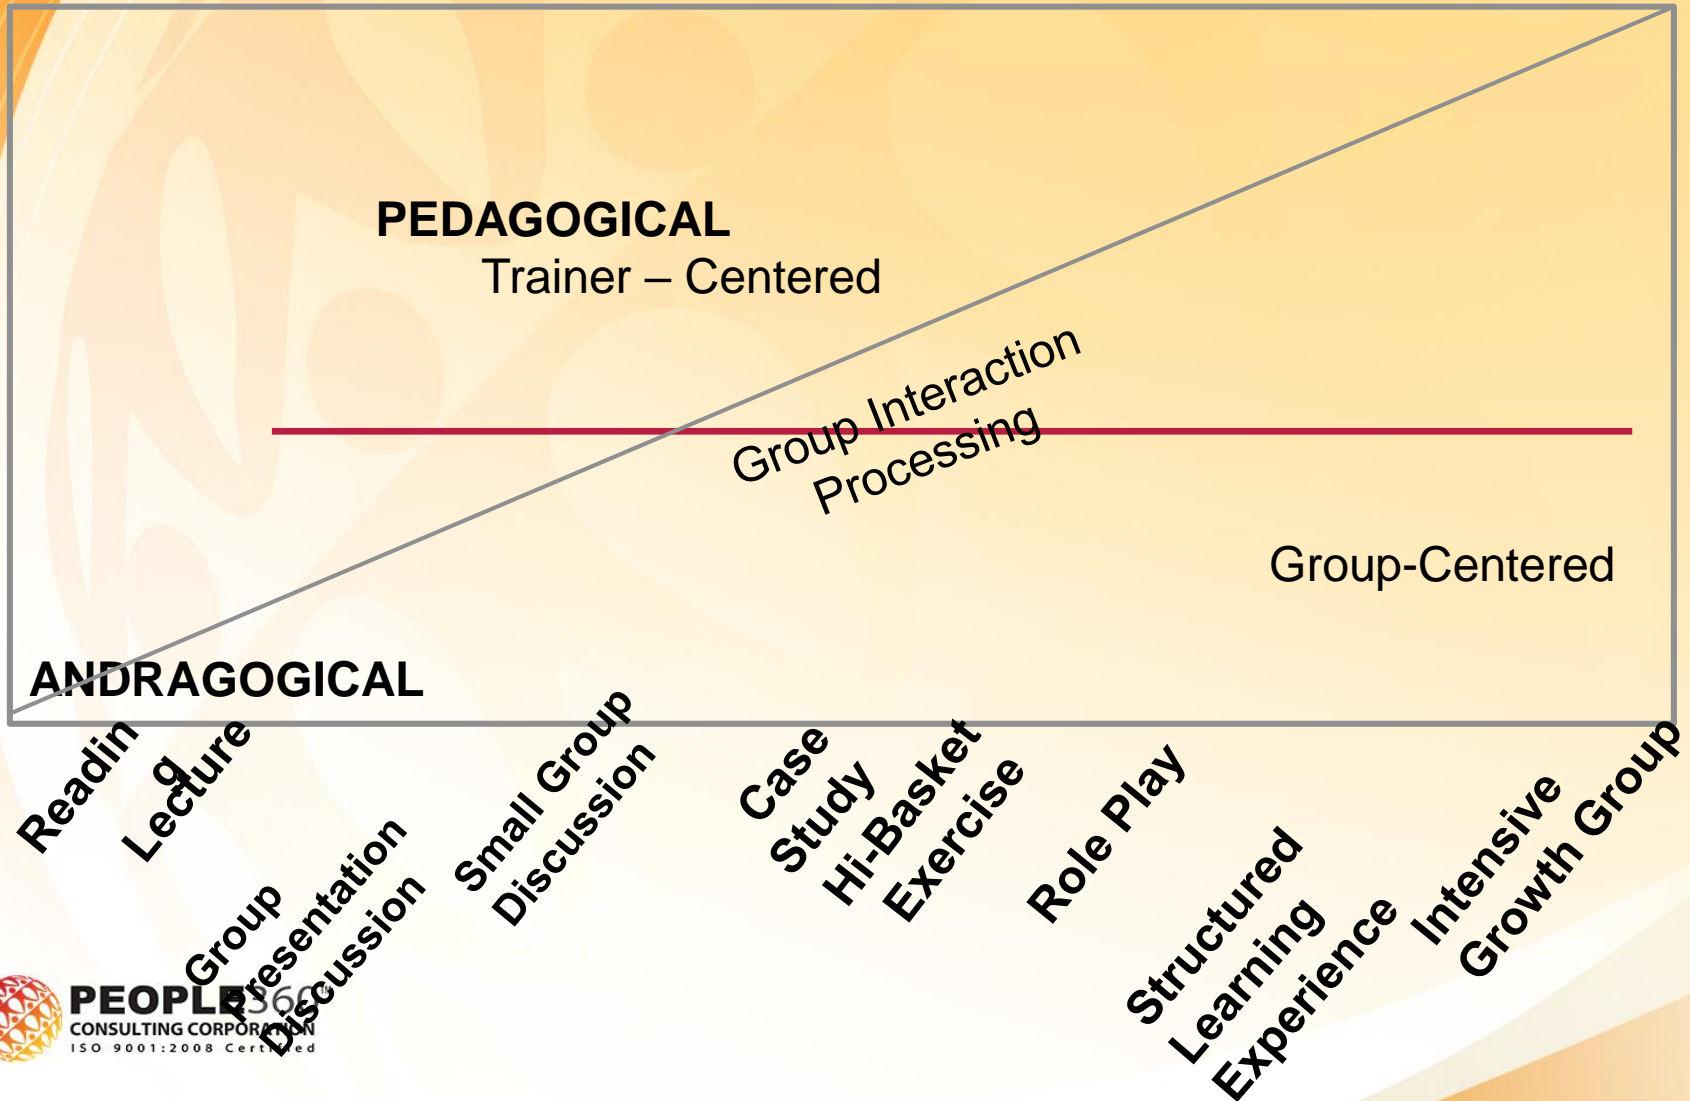 PEDAGOGICAL
Trainer – Centered
Group Interaction
Processing
Group-Centered
ANDRAGOGICAL
Readin
g
Lecture
Group
Presentation
Discussion
Small Group
Discussion
Case
Study
Hi-Basket
Exercise
Role Play
Structured
Learning
Experience
Intensive
Growth Group
PEOPLE360™
CONSULTING CORPORATION
ISO 9001:2008 Certified